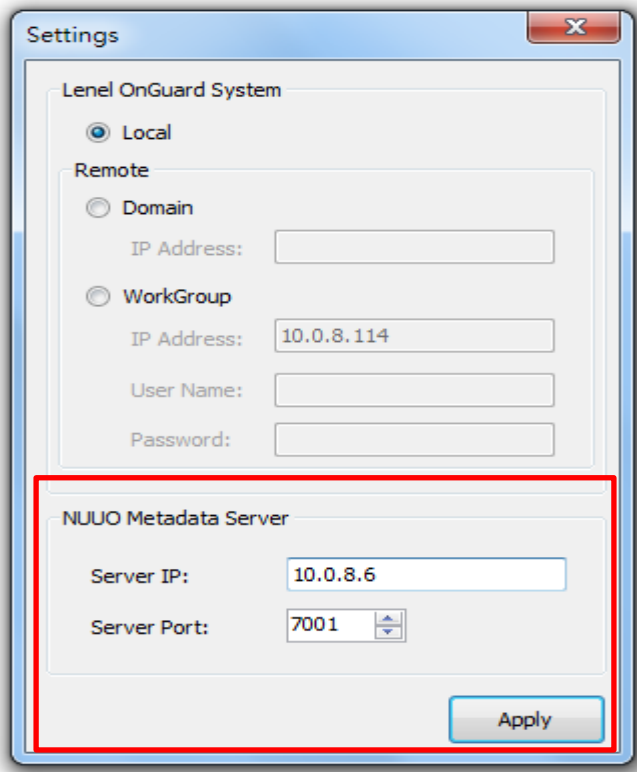 Settings
Lenel OnGuard System
Local
Remote
Domain
IP Address:
WorkGroup
IP Address: 10.0.8.114
User Name:
Password:
NUUO Metadata Server
Server IP: 10.0.8.6
Server Port: 7001
Apply